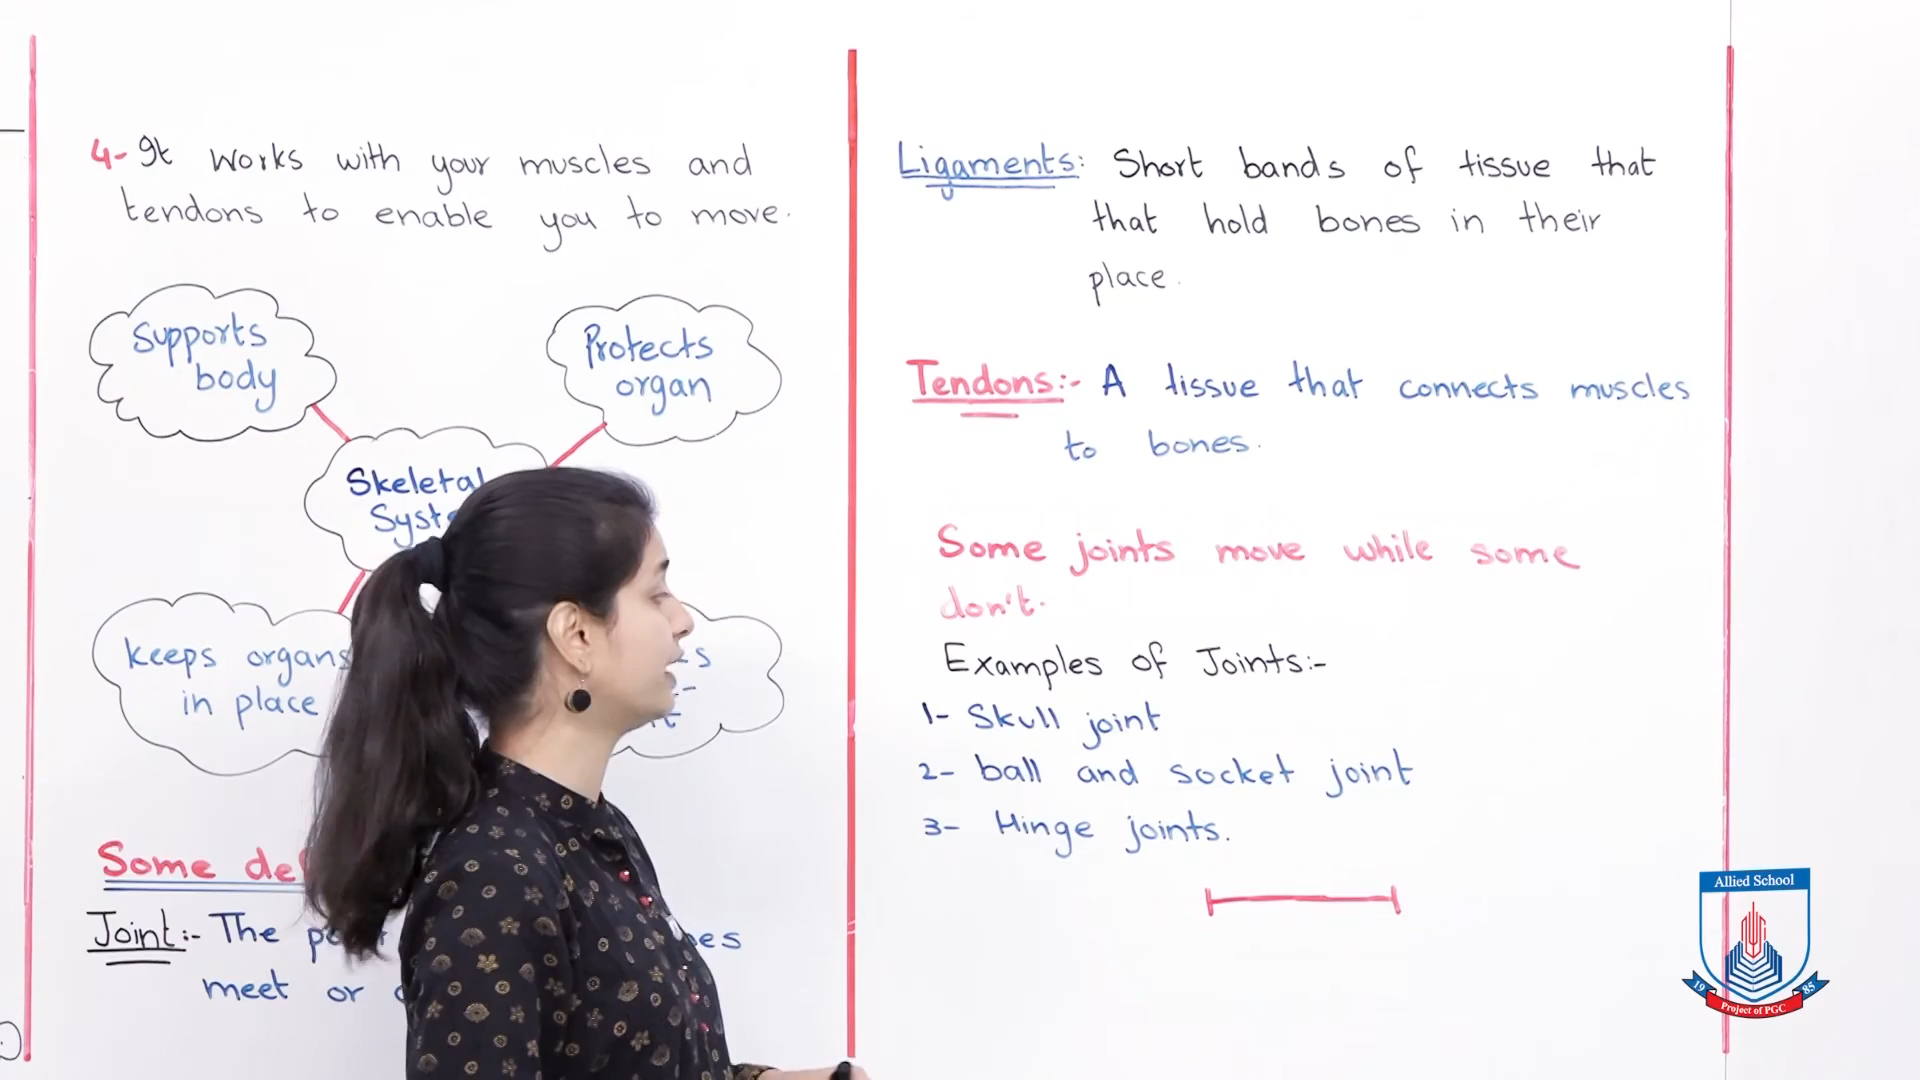 4- It works with your muscles and
tendons to enable you to move.
Supports
body
Protects
organ
Skeletal
keeps organs
in place
Some
Joint:- The
meet or
Ligaments: Short bands of tissue that
that hold bones in their
place.
Tendons:- A tissue that connects muscles
to bones.
Some joints move while some
don't.
Examples of Joints:-
1- Skull joint
2- ball and socket joint
3- Hinge joints.
Allied School
19 85
Project of PGC